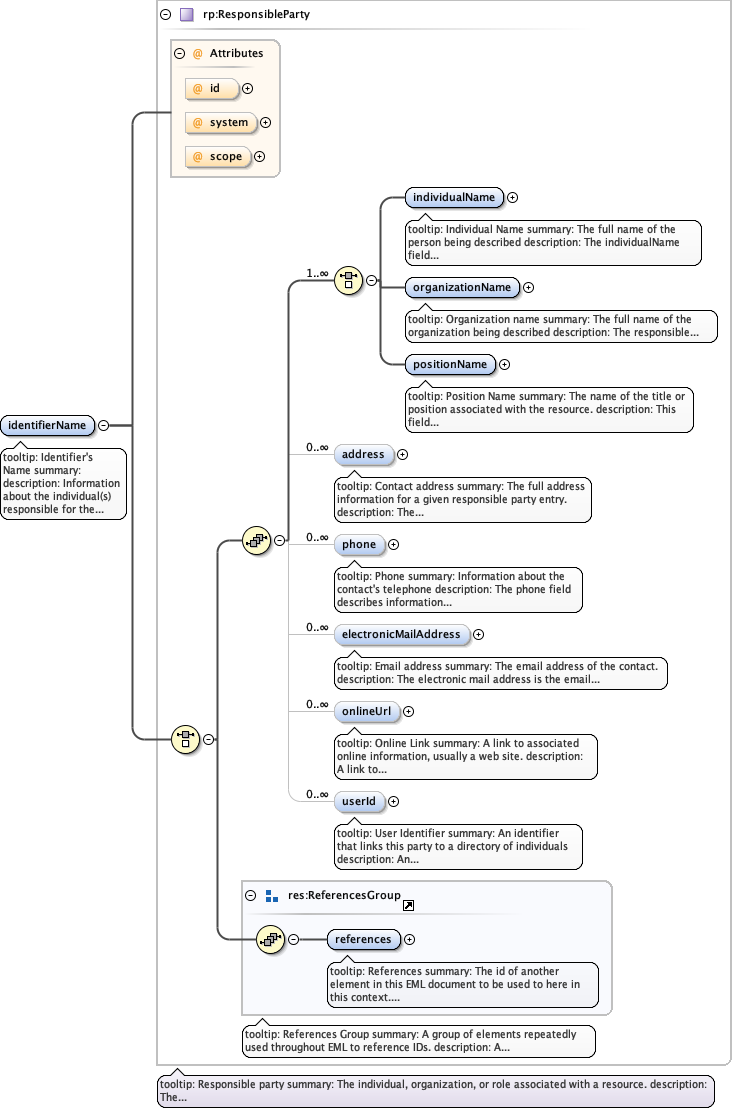 rp:ResponsibleParty
@ Attributes
@ id
@ system
@ scope
individualName
tooltip: Individual Name summary: The full name of the
person being described description: The individualName
field...
1..∞
organizationName
tooltip: Organization name summary: The full name of the
organization being described description: The responsible...
positionName
tooltip: Position Name summary: The name of the title or
position associated with the resource. description: This
field...
identifierName
tooltip: Identifier's
Name summary:
description: Information
about the individual(s)
responsible for the...
0..∞
address
tooltip: Contact address summary: The full address
information for a given responsible party entry.
description: The...
0..∞
phone
tooltip: Phone summary: Information about the
contact's telephone description: The phone field
describes information...
0..∞
electronicMailAddress
tooltip: Email address summary: The email address of the contact.
description: The electronic mail address is the email...
0..∞
onlineUrl
tooltip: Online Link summary: A link to associated
online information, usually a web site. description:
A link to...
0..∞
userId
tooltip: User Identifier summary: An identifier
that links this party to a directory of individuals
description: An...
res:ReferencesGroup
references
tooltip: References summary: The id of another
element in this EML document to be used to here in
this context....
tooltip: References Group summary: A group of elements repeatedly
used throughout EML to reference IDs. description: A...
tooltip: Responsible party summary: The individual, organization, or role associated with a resource. description:
The...